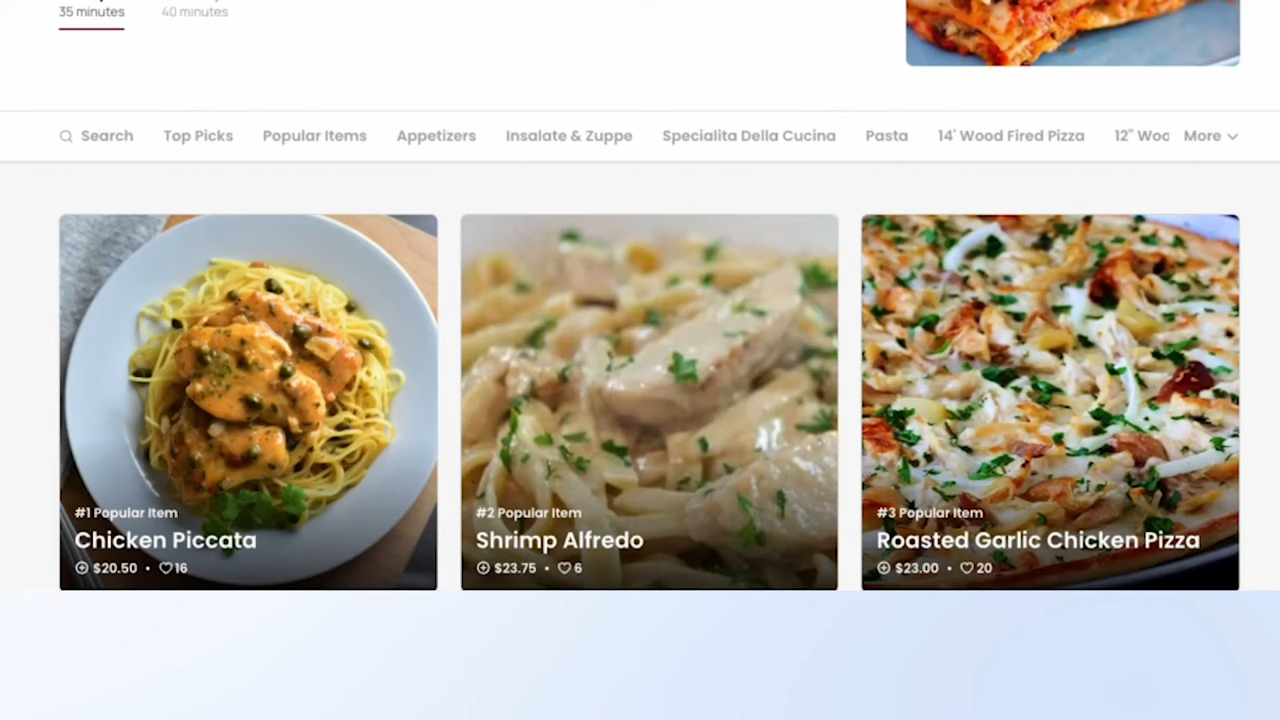 35 minutes
40 minutes
Search
Top Picks
Popular Items
Appetizers
Insalate & Zuppe
Specialita Della Cucina
Pasta
14' Wood Fired Pizza
12" Woo
More
#1 Popular Item
Chicken Piccata
$20.50 • 16
#2 Popular Item
Shrimp Alfredo
$23.75 • 6
#3 Popular Item
Roasted Garlic Chicken Pizza
$23.00 • 20